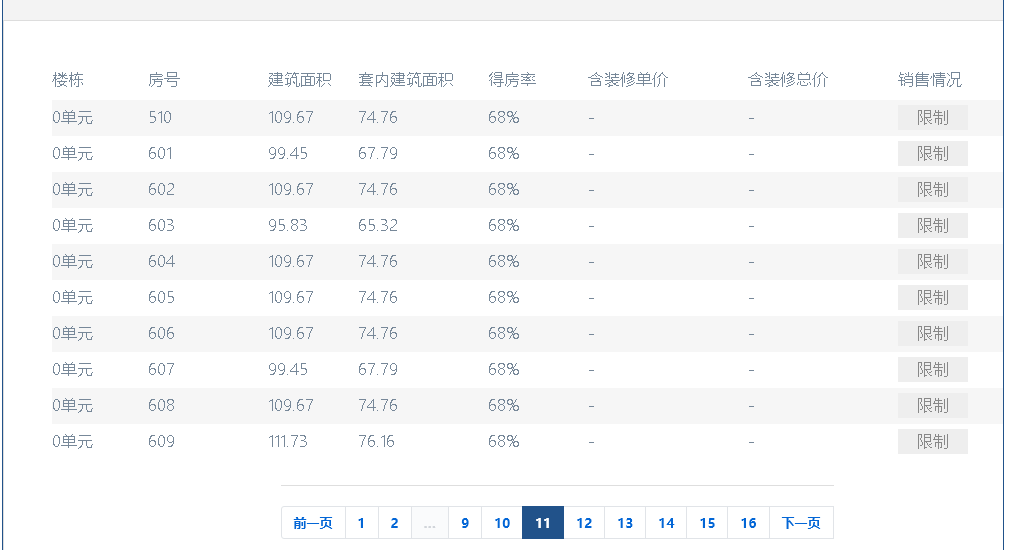 楼栋 房号 建筑面积 套内建筑面积 得房率 含装修单价 含装修总价 销售情况
0单元 510 109.67 74.76 68% - - 限制
0单元 601 99.45 67.79 68% - - 限制
0单元 602 109.67 74.76 68% - - 限制
0单元 603 95.83 65.32 68% - - 限制
0单元 604 109.67 74.76 68% - - 限制
0单元 605 109.67 74.76 68% - - 限制
0单元 606 109.67 74.76 68% - - 限制
0单元 607 99.45 67.79 68% - - 限制
0单元 608 109.67 74.76 68% - - 限制
0单元 609 111.73 76.16 68% - - 限制
前一页 1 2 ... 9 10 11 12 13 14 15 16 下一页